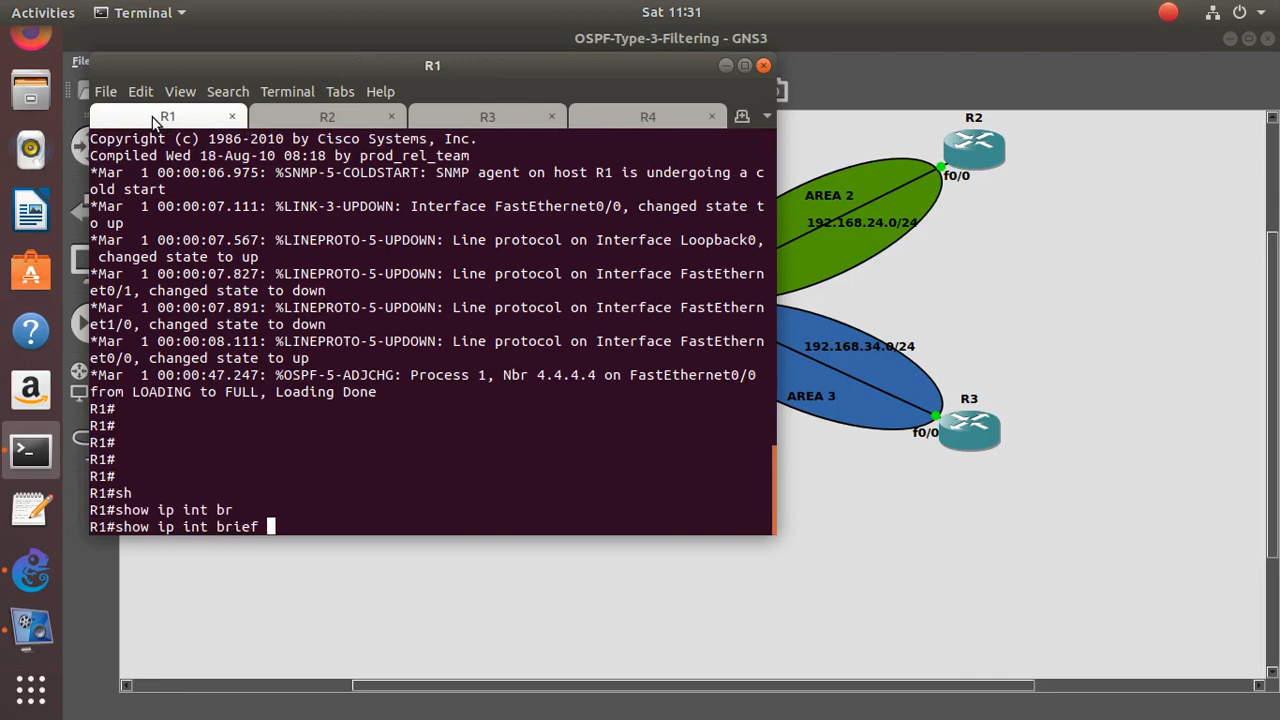 Activities
Terminal
Sat 11:31
OSPF-Type-3-Filtering - GNS3
R1
File Edit View Search Terminal Tabs Help
R1 × R2 × R3 × R4 ×
Copyright (c) 1986-2010 by Cisco Systems, Inc.
Compiled Wed 18-Aug-10 08:18 by prod_rel_team
*Mar  1 00:00:06.975: %SNMP-5-COLDSTART: SNMP agent on host R1 is undergoing a c
old start
*Mar  1 00:00:07.111: %LINK-3-UPDOWN: Interface FastEthernet0/0, changed state t
o up
*Mar  1 00:00:07.567: %LINEPROTO-5-UPDOWN: Line protocol on Interface Loopback0,
 changed state to up
*Mar  1 00:00:07.827: %LINEPROTO-5-UPDOWN: Line protocol on Interface FastEthern
et0/1, changed state to down
*Mar  1 00:00:07.891: %LINEPROTO-5-UPDOWN: Line protocol on Interface FastEthern
et1/0, changed state to down
*Mar  1 00:00:08.111: %LINEPROTO-5-UPDOWN: Line protocol on Interface FastEthern
et0/0, changed state to up
*Mar  1 00:00:47.247: %OSPF-5-ADJCHG: Process 1, Nbr 4.4.4.4 on FastEthernet0/0
from LOADING to FULL, Loading Done
R1#
R1#
R1#
R1#
R1#
R1#sh
R1#show ip int br
R1#show ip int brief
R2
f0/0
AREA 2
192.168.24.0/24
192.168.34.0/24
AREA 3
R3
f0/0